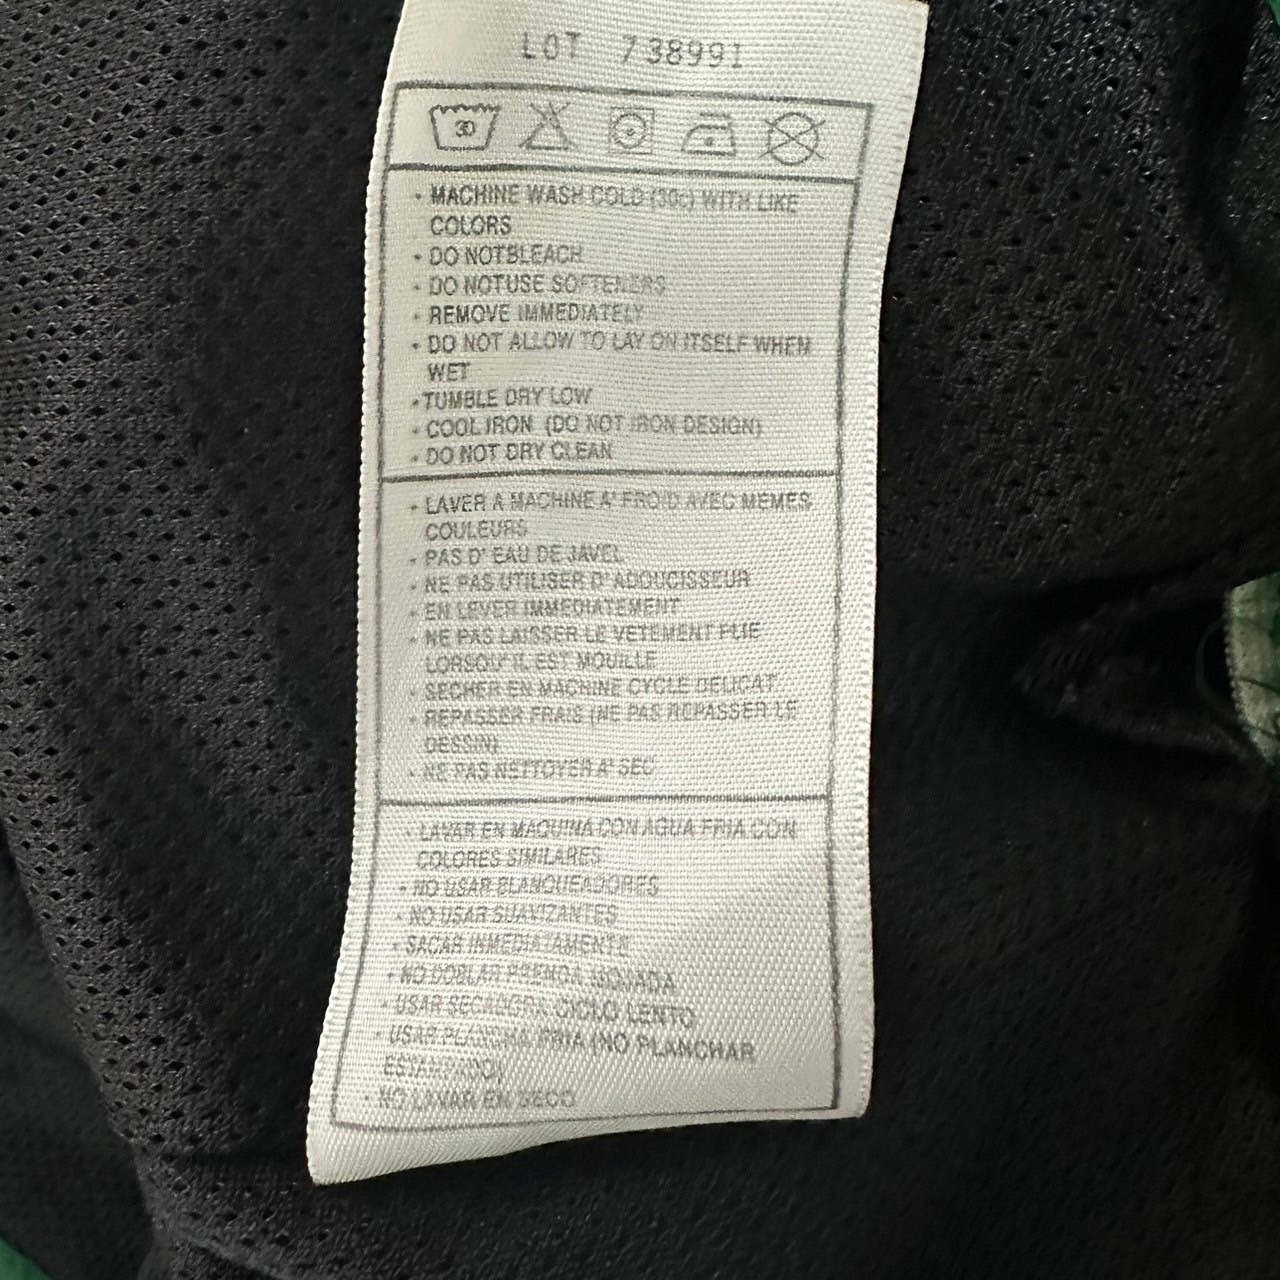 LOT 738991
30
• MACHINE WASH COLD (30c) WITH LIKE
COLORS
• DO NOTBLEACH
• DO NOTUSE SOFTENERS
• REMOVE IMMEDIATELY
• DO NOT ALLOW TO LAY ON ITSELF WHEN
WET
•TUMBLE DRY LOW
• COOL IRON (DO NOT IRON DESIGN)
• DO NOT DRY CLEAN
• LAVER A MACHINE A' FROID AVEC MEMES
COULEURS
• PAS D' EAU DE JAVEL
• NE PAS UTILISER D' ADOUCISSEUR
• EN LEVER IMMEDIATEMENT
• NE PAS LAISSER LE VETEMENT PLIE
LORSQU' IL EST MOUILLE
• SECHER EN MACHINE CYCLE DELICAT
• REPASSER FRAIS (NE PAS REPASSER LE
DESSIN)
• NE PAS NETTOYER A' SEC
• LAVAR EN MAQUINA CON AGUA FRIA CON
COLORES SIMILARES
• NO USAR BLANQUEADORES
• NO USAR SUAVIZANTES
• SACAR INMEDIATAMENTE
• NO DOBLAR PRENDA MOJADA
• USAR SECADORA CICLO LENTO
• USAR PLANCHA FRIA (NO PLANCHAR
ESTAMPADO)
• NO LAVAR EN SECO